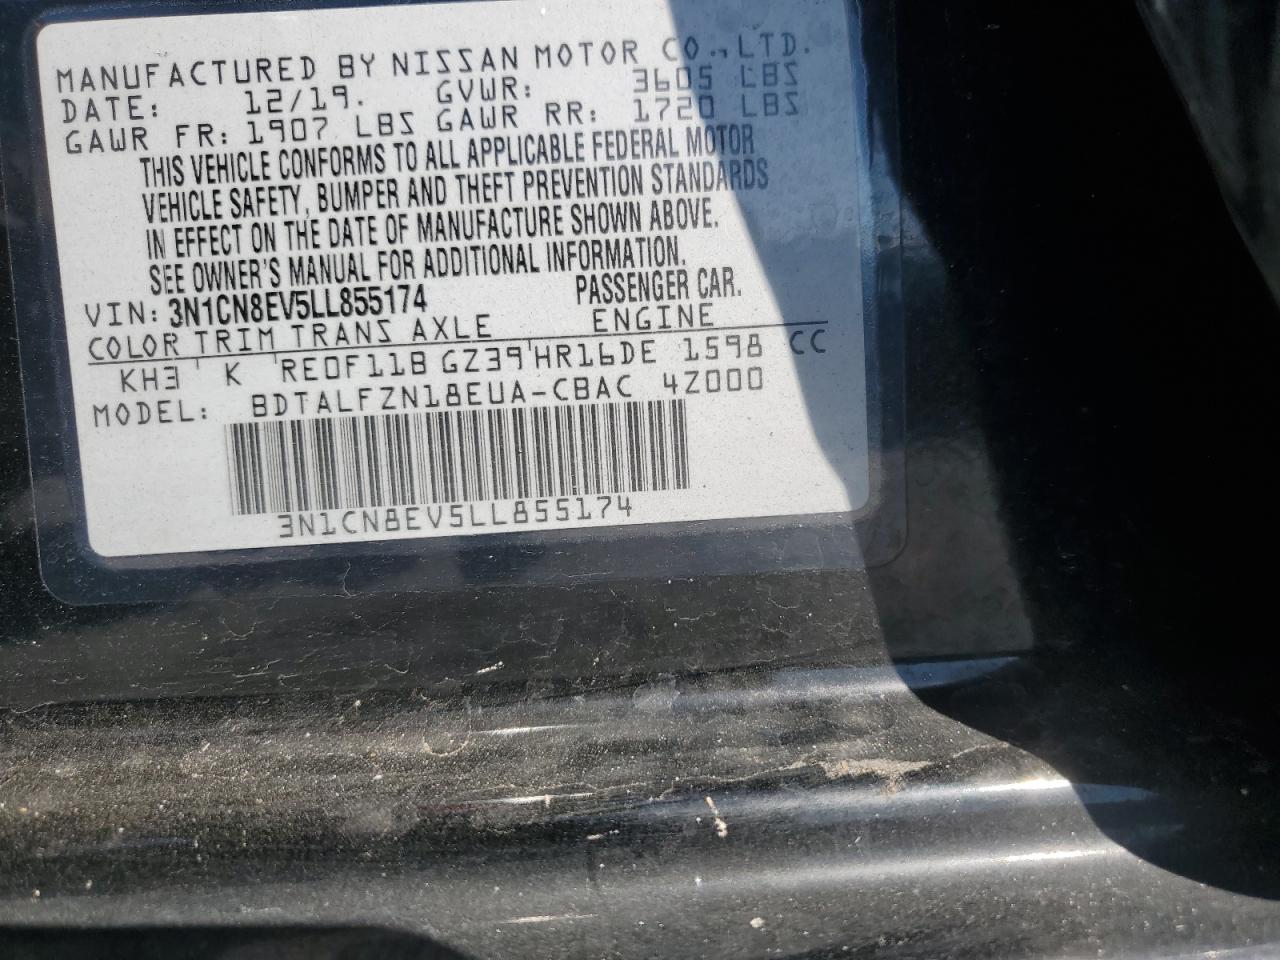 MANUFACTURED BY NISSAN MOTOR CO.,LTD.
DATE: 12/19. GVWR: 3605 LBS
GAWR FR: 1907 LBS GAWR RR: 1720 LBS
THIS VEHICLE CONFORMS TO ALL APPLICABLE FEDERAL MOTOR
VEHICLE SAFETY, BUMPER AND THEFT PREVENTION STANDARDS
IN EFFECT ON THE DATE OF MANUFACTURE SHOWN ABOVE.
SEE OWNER'S MANUAL FOR ADDITIONAL INFORMATION.
VIN: 3N1CN8EV5LL855174 PASSENGER CAR.
COLOR TRIM TRANS AXLE ENGINE
KH3 K RE0F11B GZ39 HR16DE 1598 CC
MODEL: BDTALFZN18EUA-CBAC 4Z000
3N1CN8EV5LL855174